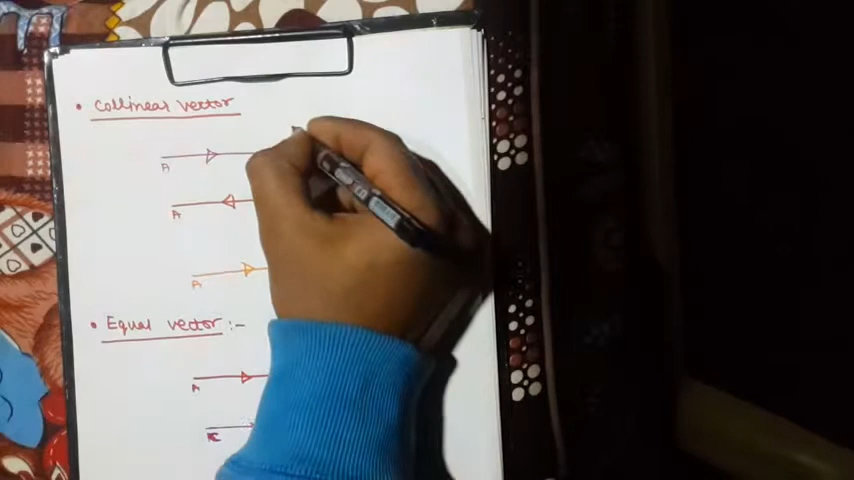 • Collinear vector
A
A
A
• Equal vector :-
A